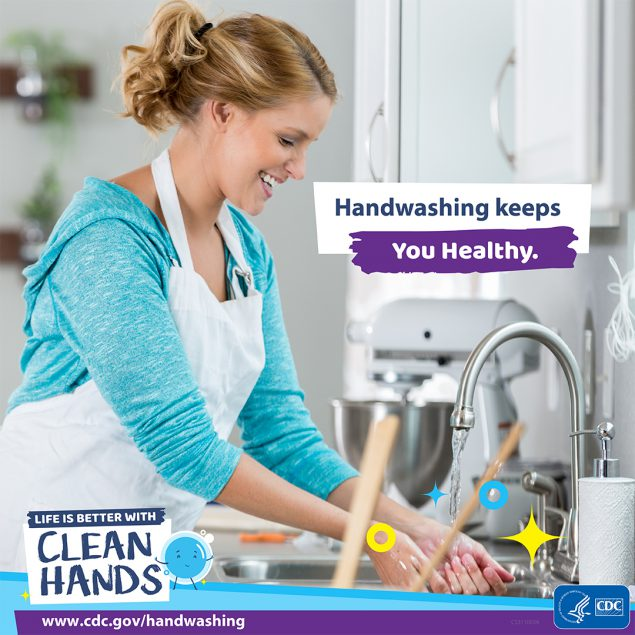 Handwashing keeps
You Healthy.
LIFE IS BETTER WITH
CLEAN
HANDS
www.cdc.gov/handwashing
CDC